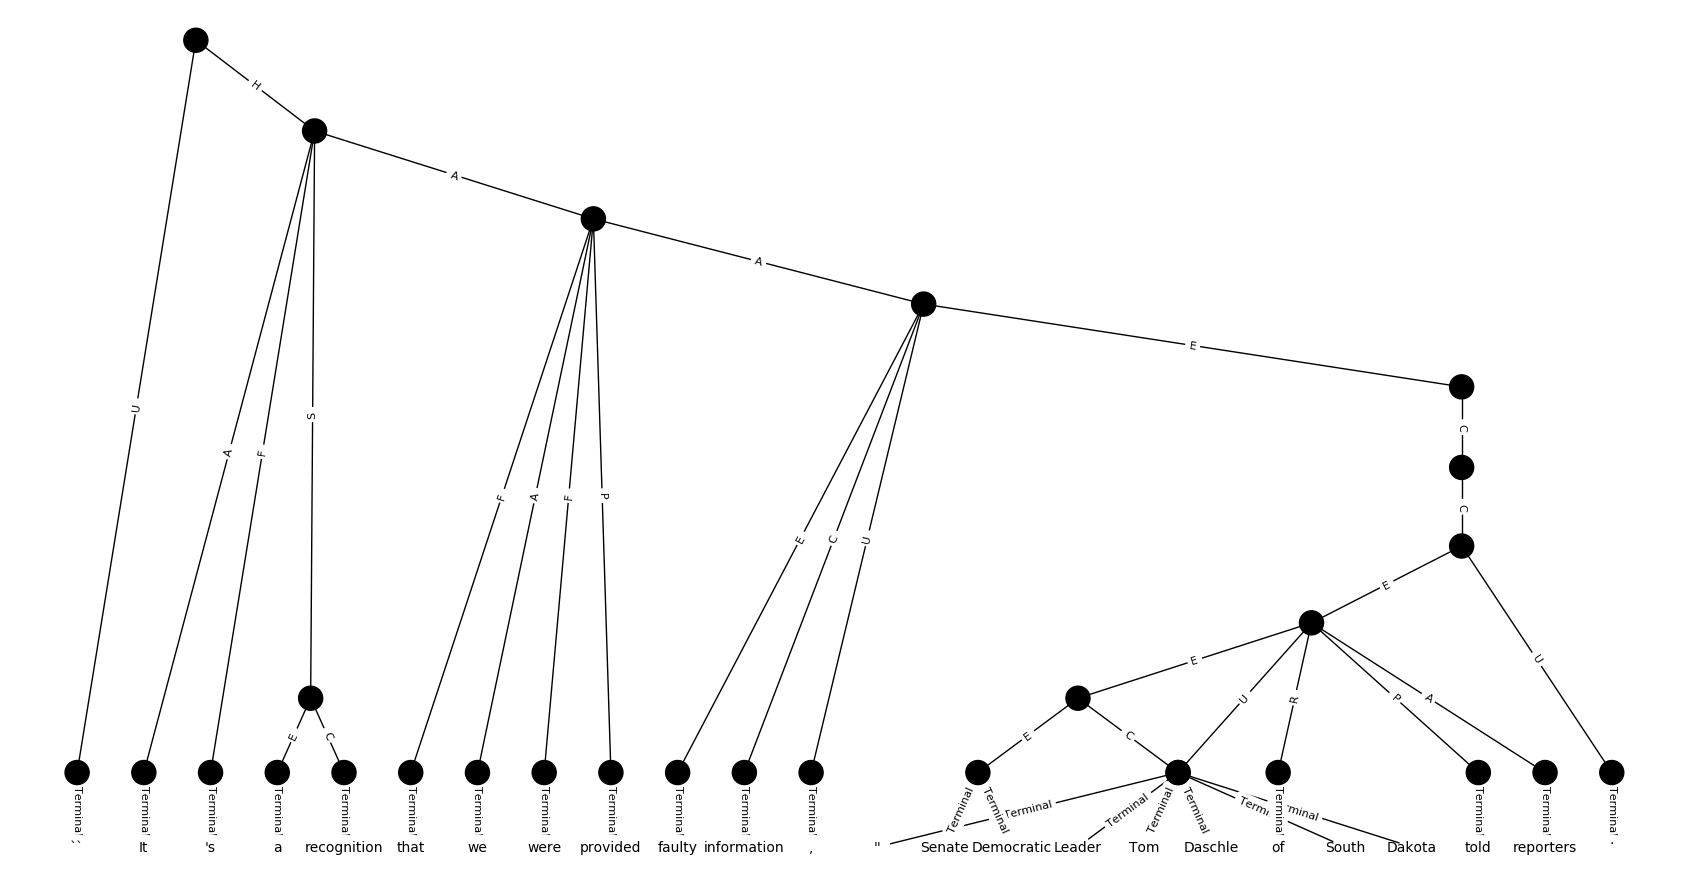 H
A
A
E
U
A
F
S
F
A
F
P
E
C
U
C
C
E
U
E
U
R
P
A
E
C
E
C
Terminal Terminal Terminal Terminal Terminal Terminal Terminal Terminal Terminal Terminal Terminal Terminal Terminal Terminal Terminal Terminal Terminal Terminal Terminal Terminal Terminal Terminal Terminal Terminal
`` It 's a recognition that we were provided faulty information , " Senate Democratic Leader Tom Daschle of South Dakota told reporters .